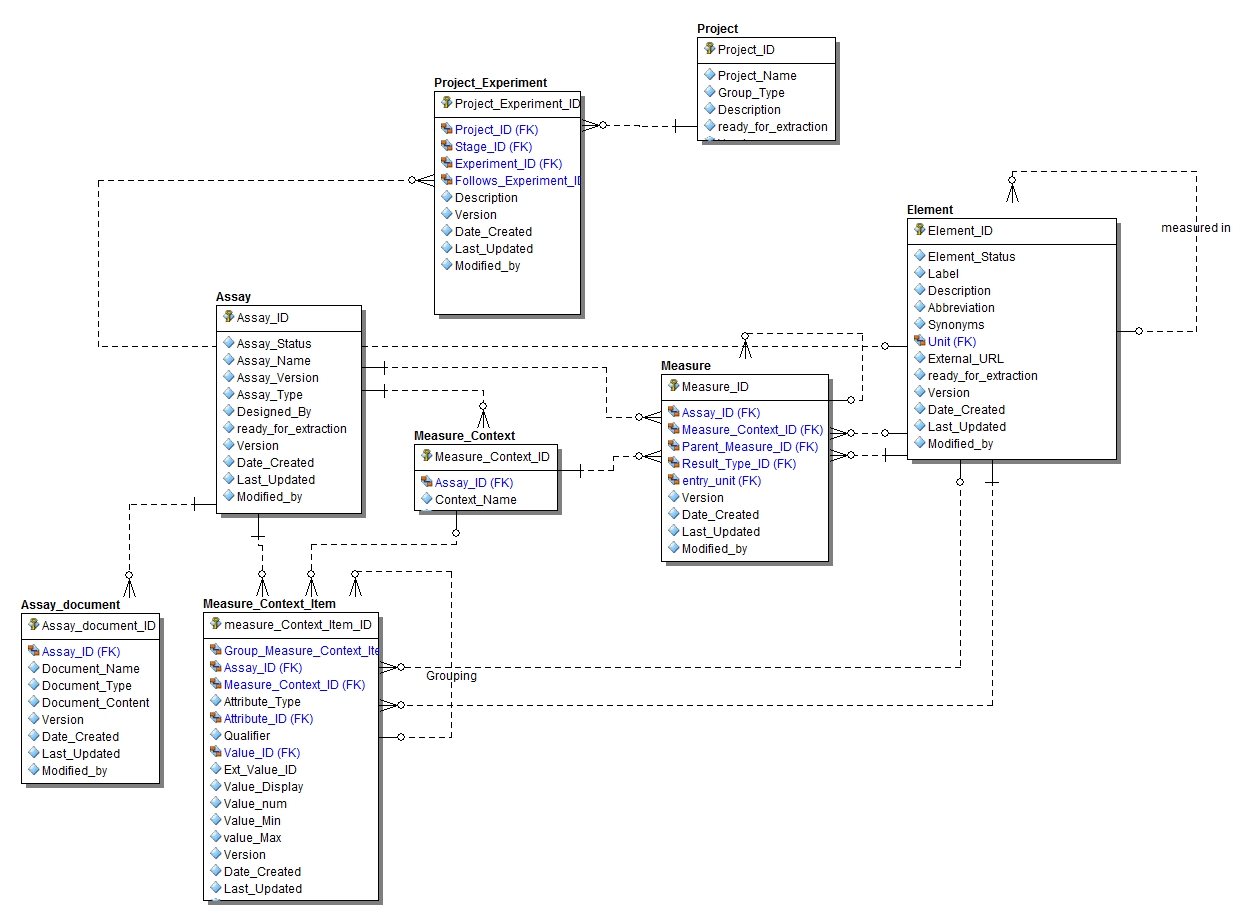 Project
Project_ID
Project_Name
Group_Type
Description
ready_for_extraction
Project_Experiment
Project_Experiment_ID
Project_ID (FK)
Stage_ID (FK)
Experiment_ID (FK)
Follows_Experiment_ID
Description
Version
Date_Created
Last_Updated
Modified_by
Element
Element_ID
Element_Status
Label
Description
Abbreviation
Synonyms
Unit (FK)
External_URL
ready_for_extraction
Version
Date_Created
Last_Updated
Modified_by
measured in
Assay
Assay_ID
Assay_Status
Assay_Name
Assay_Version
Assay_Type
Designed_By
ready_for_extraction
Version
Date_Created
Last_Updated
Modified_by
Measure
Measure_ID
Assay_ID (FK)
Measure_Context_ID (FK)
Parent_Measure_ID (FK)
Result_Type_ID (FK)
entry_unit (FK)
Version
Date_Created
Last_Updated
Modified_by
Measure_Context
Measure_Context_ID
Assay_ID (FK)
Context_Name
Assay_document
Assay_document_ID
Assay_ID (FK)
Document_Name
Document_Type
Document_Content
Version
Date_Created
Last_Updated
Modified_by
Measure_Context_Item
measure_Context_Item_ID
Group_Measure_Context_Ite
Assay_ID (FK)
Measure_Context_ID (FK)
Attribute_Type
Attribute_ID (FK)
Qualifier
Value_ID (FK)
Ext_Value_ID
Value_Display
Value_num
Value_Min
value_Max
Version
Date_Created
Last_Updated
Grouping